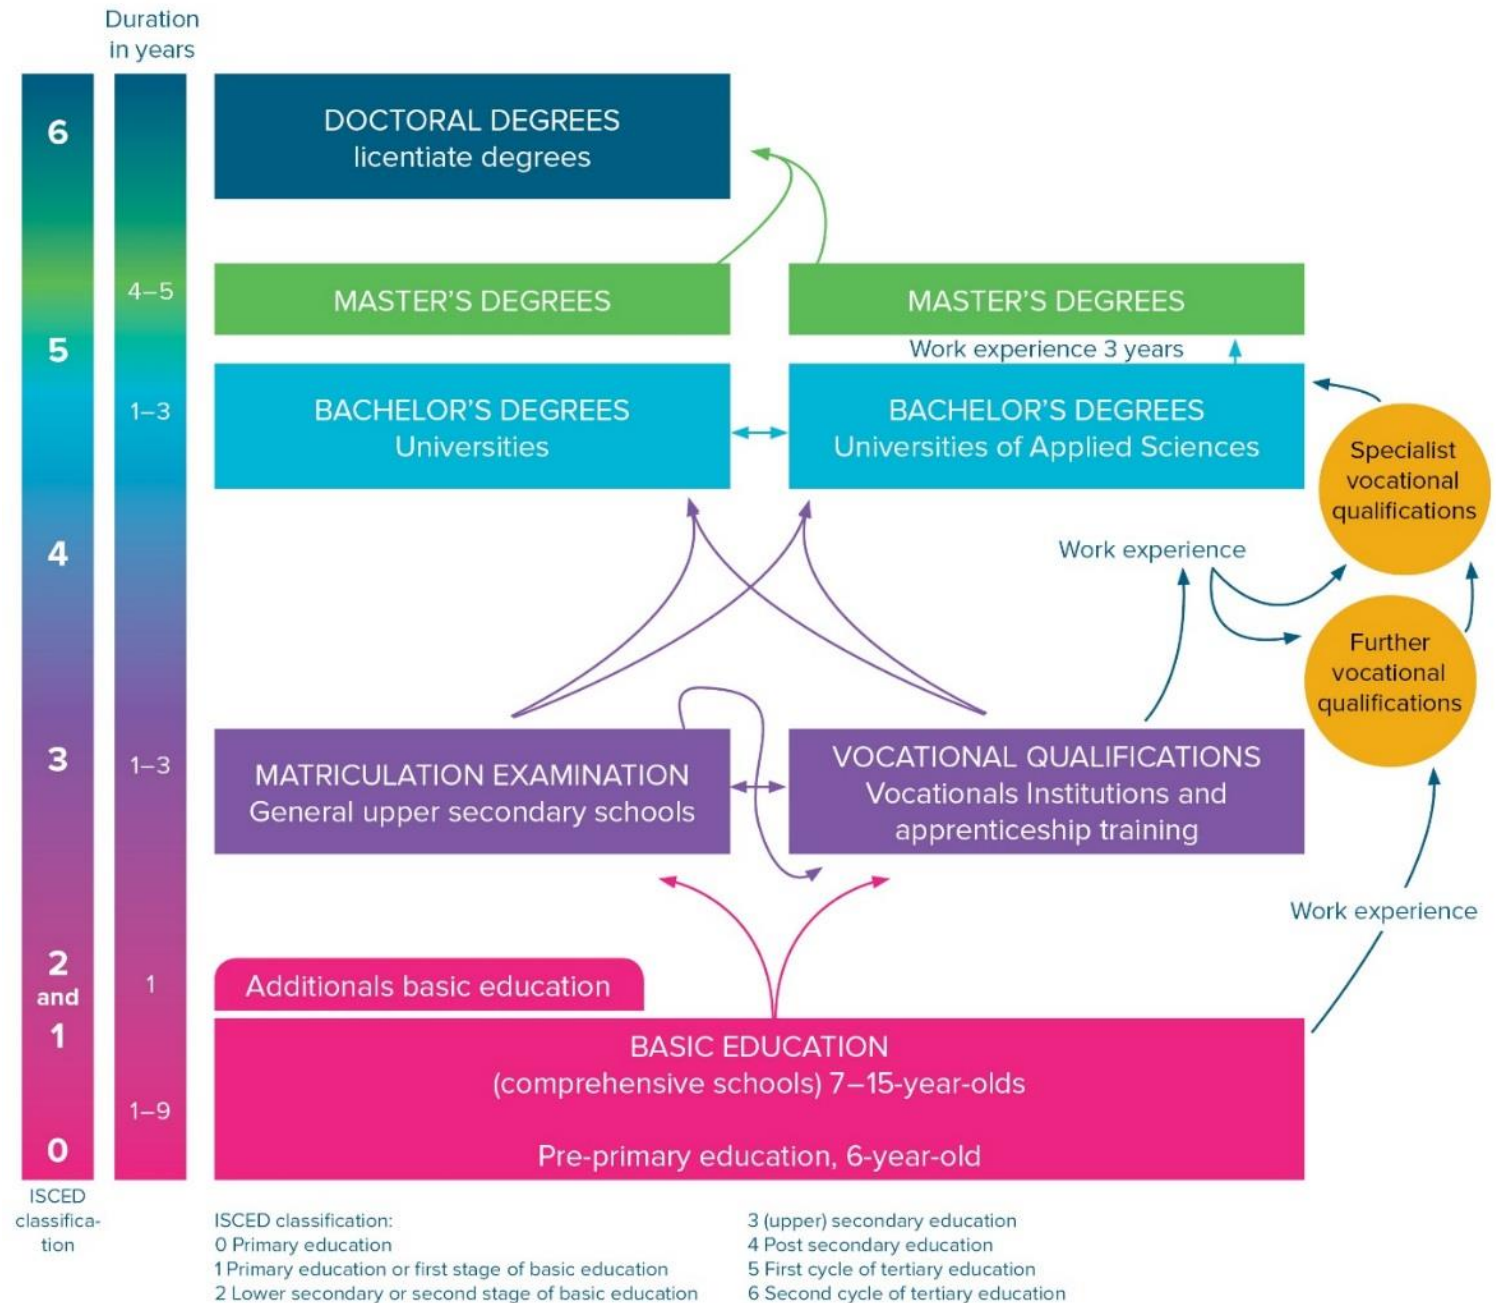 Duration
in years
6
DOCTORAL DEGREES
licentiate degrees
4–5
MASTER'S DEGREES
MASTER'S DEGREES
5
Work experience 3 years
1–3
BACHELOR'S DEGREES
Universities
BACHELOR'S DEGREES
Universities of Applied Sciences
Specialist
vocational
qualifications
4
Work experience
Further
vocational
qualifications
3
1–3
MATRICULATION EXAMINATION
General upper secondary schools
VOCATIONAL QUALIFICATIONS
Vocationals Institutions and
apprenticeship training
Work experience
2
and
1
1
Additionals basic education
BASIC EDUCATION
(comprehensive schools) 7–15-year-olds
1–9
0
Pre-primary education, 6-year-old
ISCED
classifica-
tion
ISCED classification:
0 Primary education
1 Primary education or first stage of basic education
2 Lower secondary or second stage of basic education
3 (upper) secondary education
4 Post secondary education
5 First cycle of tertiary education
6 Second cycle of tertiary education